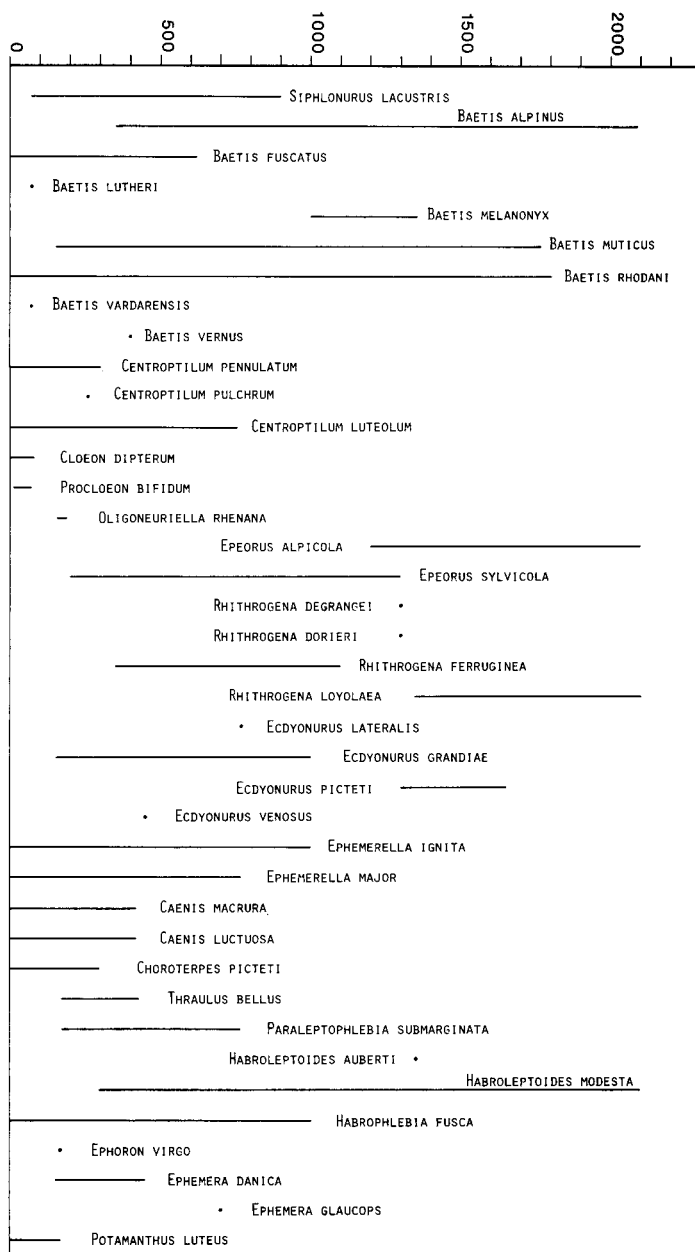 0 500 1000 1500 2000
SIPHLONURUS LACUSTRIS
BAETIS ALPINUS
BAETIS FUSCATUS
BAETIS LUTHERI
BAETIS MELANONYX
BAETIS MUTICUS
BAETIS RHODANI
BAETIS VARDARENSIS
BAETIS VERNUS
CENTROPTILUM PENNULATUM
CENTROPTILUM PULCHRUM
CENTROPTILUM LUTEOLUM
CLOEON DIPTERUM
PROCLOEON BIFIDUM
OLIGONEURIELLA RHENANA
EPEORUS ALPICOLA
EPEORUS SYLVICOLA
RHITHROGENA DEGRANGEI
RHITHROGENA DORIERI
RHITHROGENA FERRUGINEA
RHITHROGENA LOYOLAEA
ECDYONURUS LATERALIS
ECDYONURUS GRANDIAE
ECDYONURUS PICTETI
ECDYONURUS VENOSUS
EPHEMERELLA IGNITA
EPHEMERELLA MAJOR
CAENIS MACRURA
CAENIS LUCTUOSA
CHOROTERPES PICTETI
THRAULUS BELLUS
PARALEPTOPHLEBIA SUBMARGINATA
HABROLEPTOIDES AUBERTI
HABROLEPTOIDES MODESTA
HABROPHLEBIA FUSCA
EPHORON VIRGO
EPHEMERA DANICA
EPHEMERA GLAUCOPS
POTAMANTHUS LUTEUS